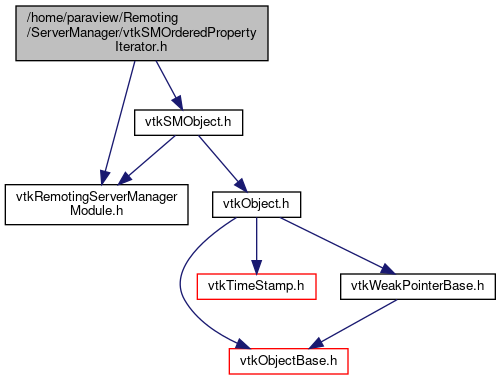 /home/paraview/Remoting
/ServerManager/vtkSMOrderedProperty
Iterator.h
vtkSMObject.h
vtkRemotingServerManager
Module.h
vtkObject.h
vtkTimeStamp.h
vtkWeakPointerBase.h
vtkObjectBase.h